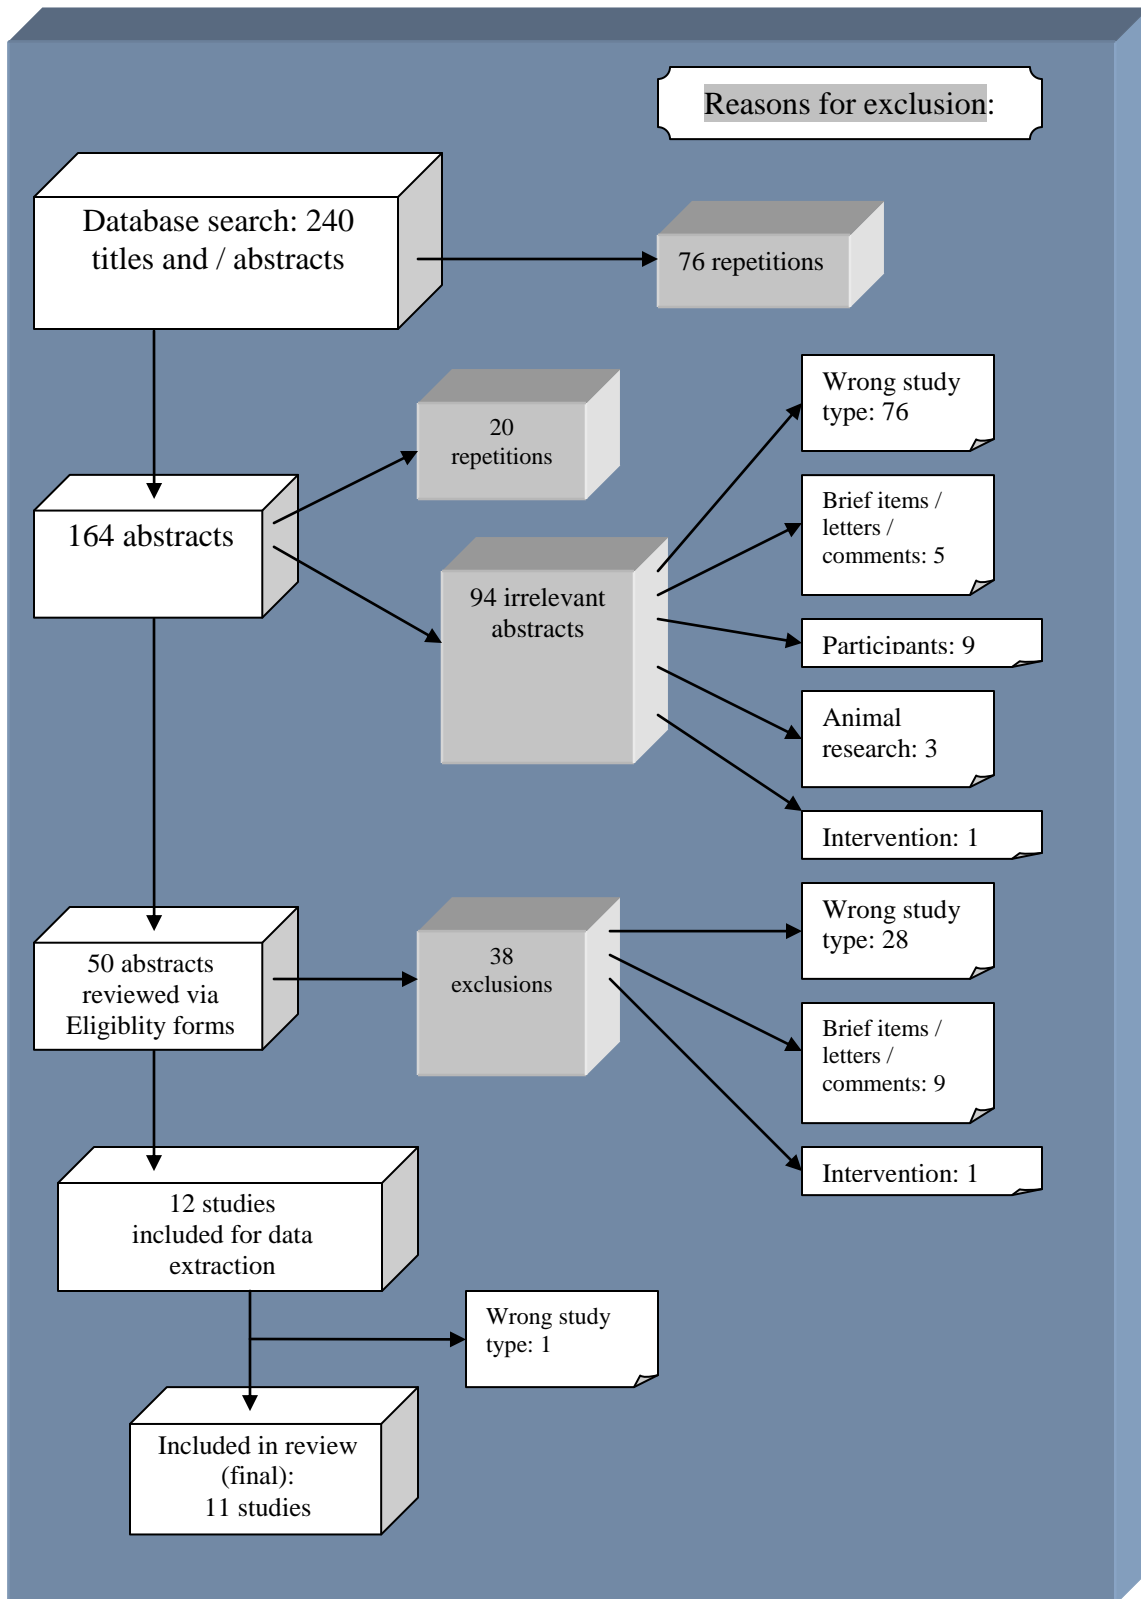 Reasons for exclusion:
Database search: 240
titles and / abstracts
76 repetitions
Wrong study
type: 76
20
repetitions
Brief items /
letters /
comments: 5
164 abstracts
94 irrelevant
abstracts
Participants: 9
Animal
research: 3
Intervention: 1
Wrong study
type: 28
50 abstracts
reviewed via
Eligiblity forms
38
exclusions
Brief items /
letters /
comments: 9
Intervention: 1
12 studies
included for data
extraction
Wrong study
type: 1
Included in review
(final):
11 studies